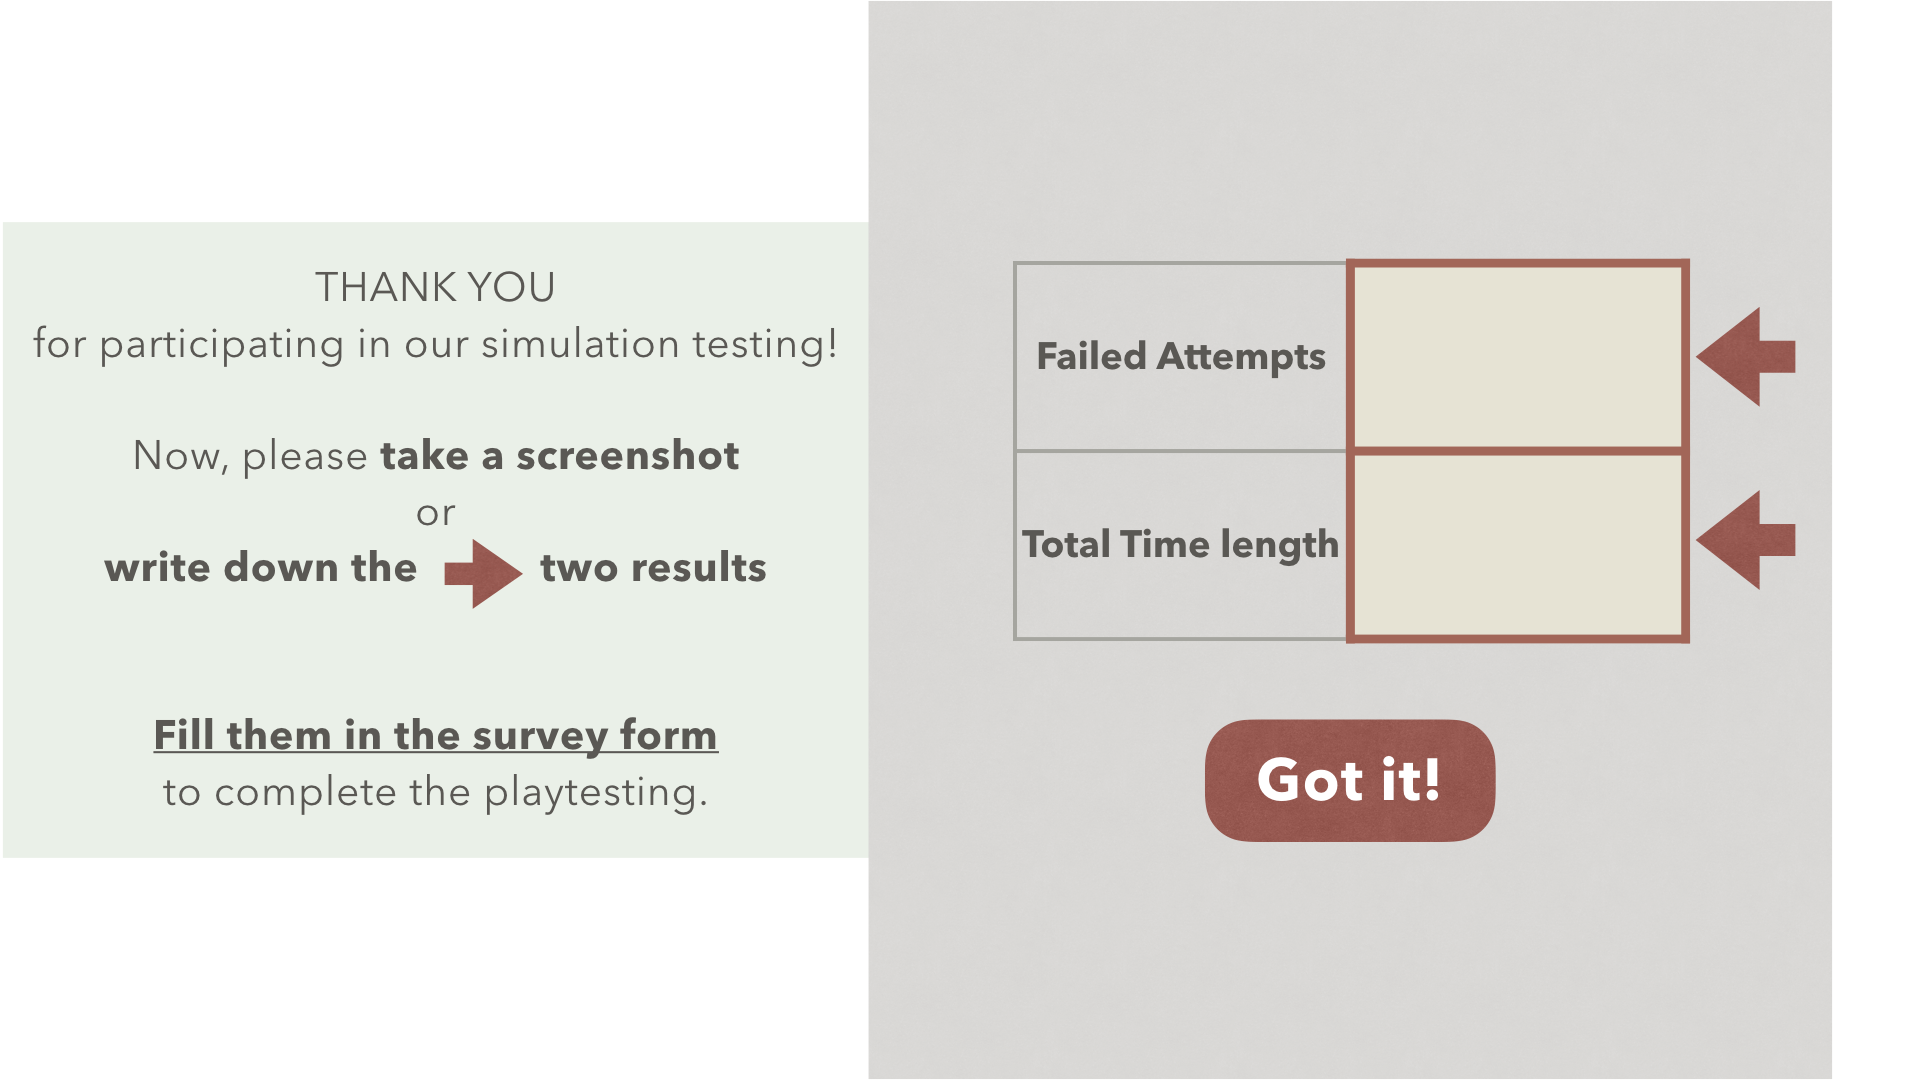 THANK YOU
for participating in our simulation testing!
Now, please take a screenshot
or
write down the two results
Fill them in the survey form
to complete the playtesting.
Failed Attempts
Total Time length
Got it!